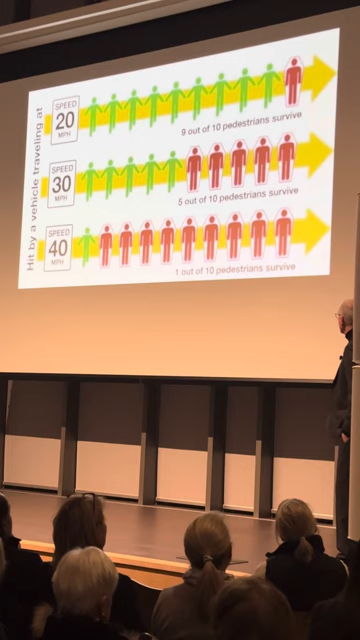 Hit by a vehicle traveling at
SPEED
20
MPH
9 out of 10 pedestrians survive
SPEED
30
MPH
5 out of 10 pedestrians survive
SPEED
40
MPH
1 out of 10 pedestrians survive